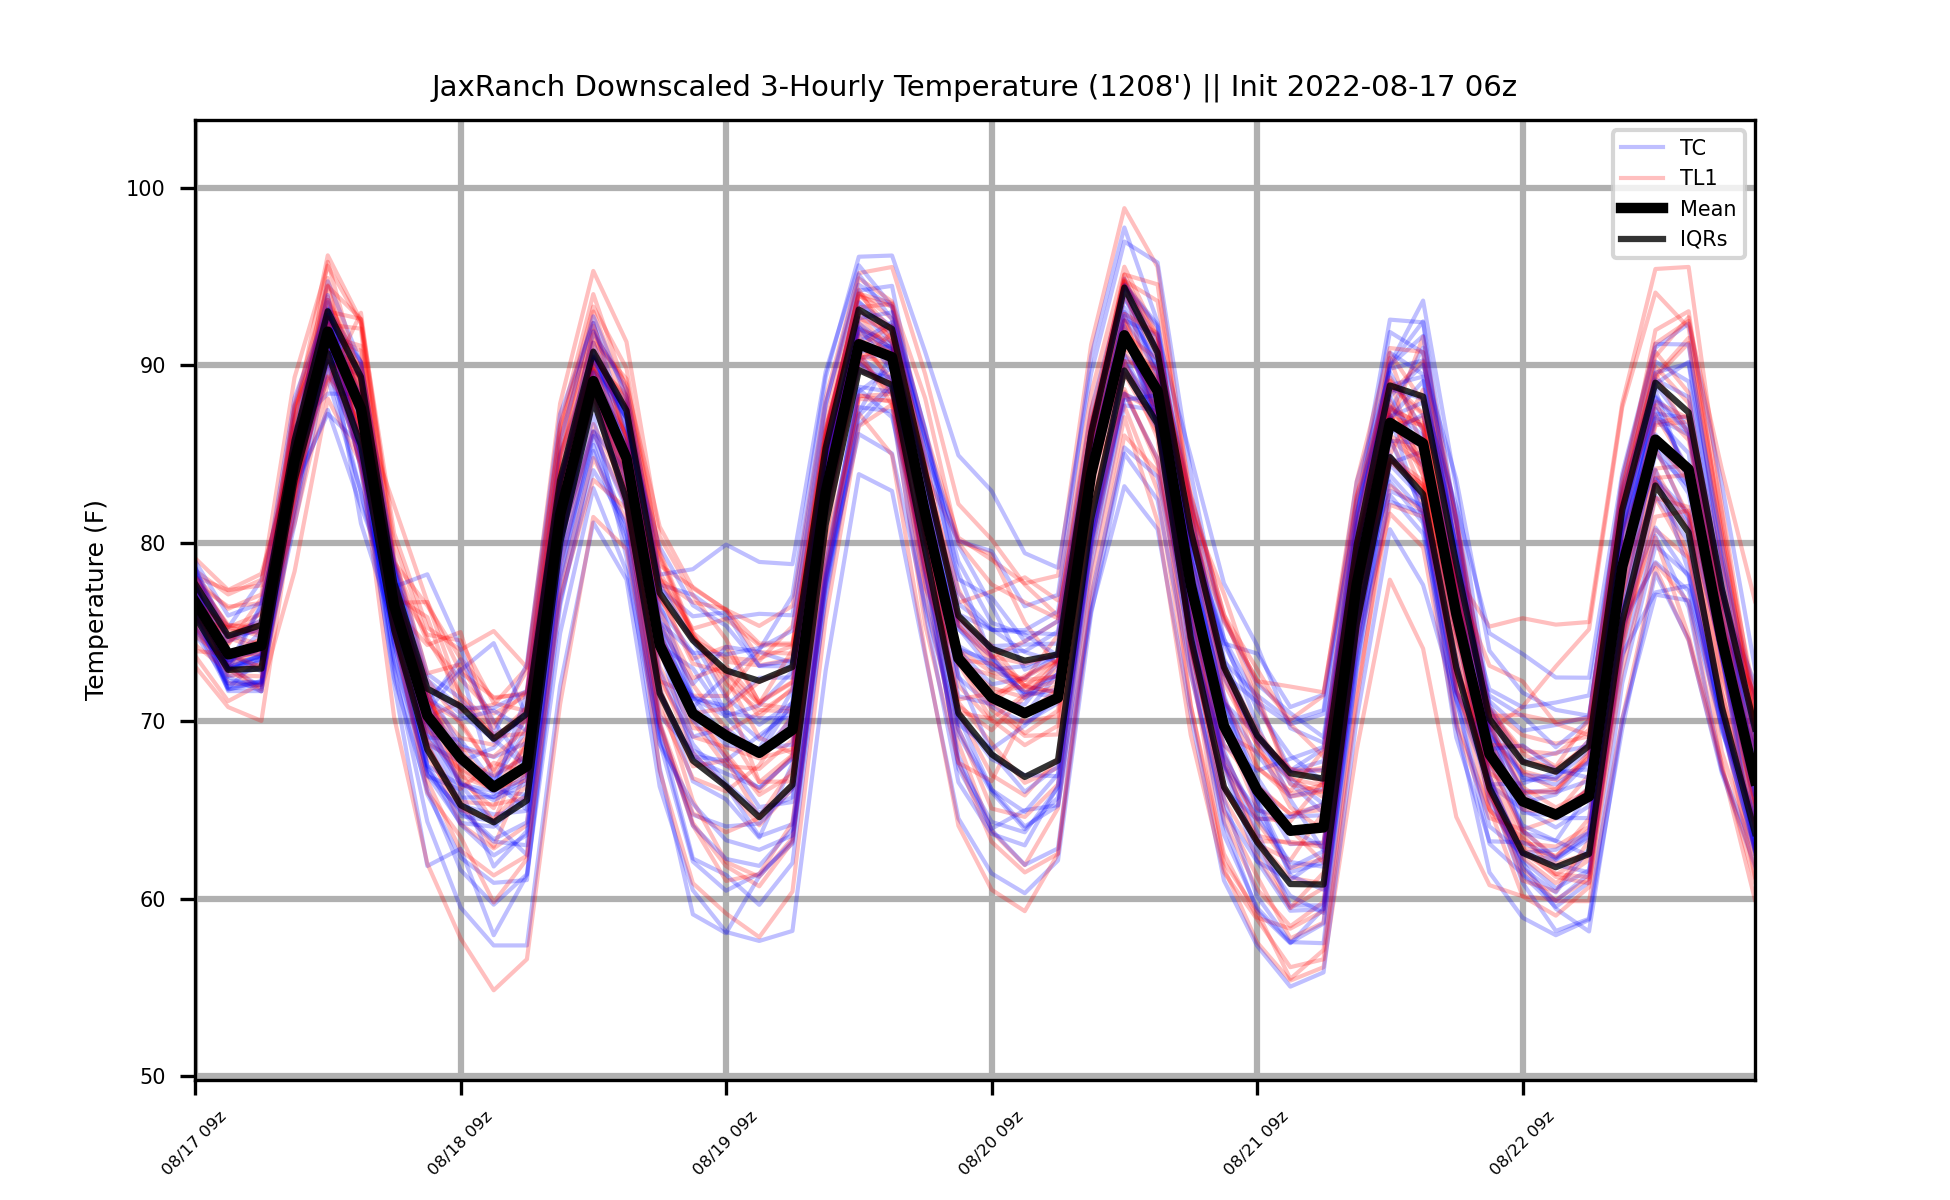 JaxRanch Downscaled 3-Hourly Temperature (1208') || Init 2022-08-17 06z
TC
TL1
Mean
IQRs
Temperature (F)
100
90
80
70
60
50
08/17 09z
08/18 09z
08/19 09z
08/20 09z
08/21 09z
08/22 09z